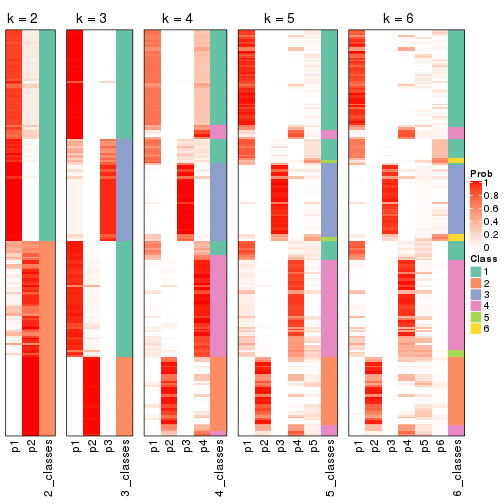 k = 2
k = 3
k = 4
k = 5
k = 6
Prob
1
0.8
0.6
0.4
0.2
0
Class
1
2
3
4
5
6
p1
p2
2_classes
p1
p2
p3
3_classes
p1
p2
p3
p4
4_classes
p1
p2
p3
p4
p5
5_classes
p1
p2
p3
p4
p5
p6
6_classes